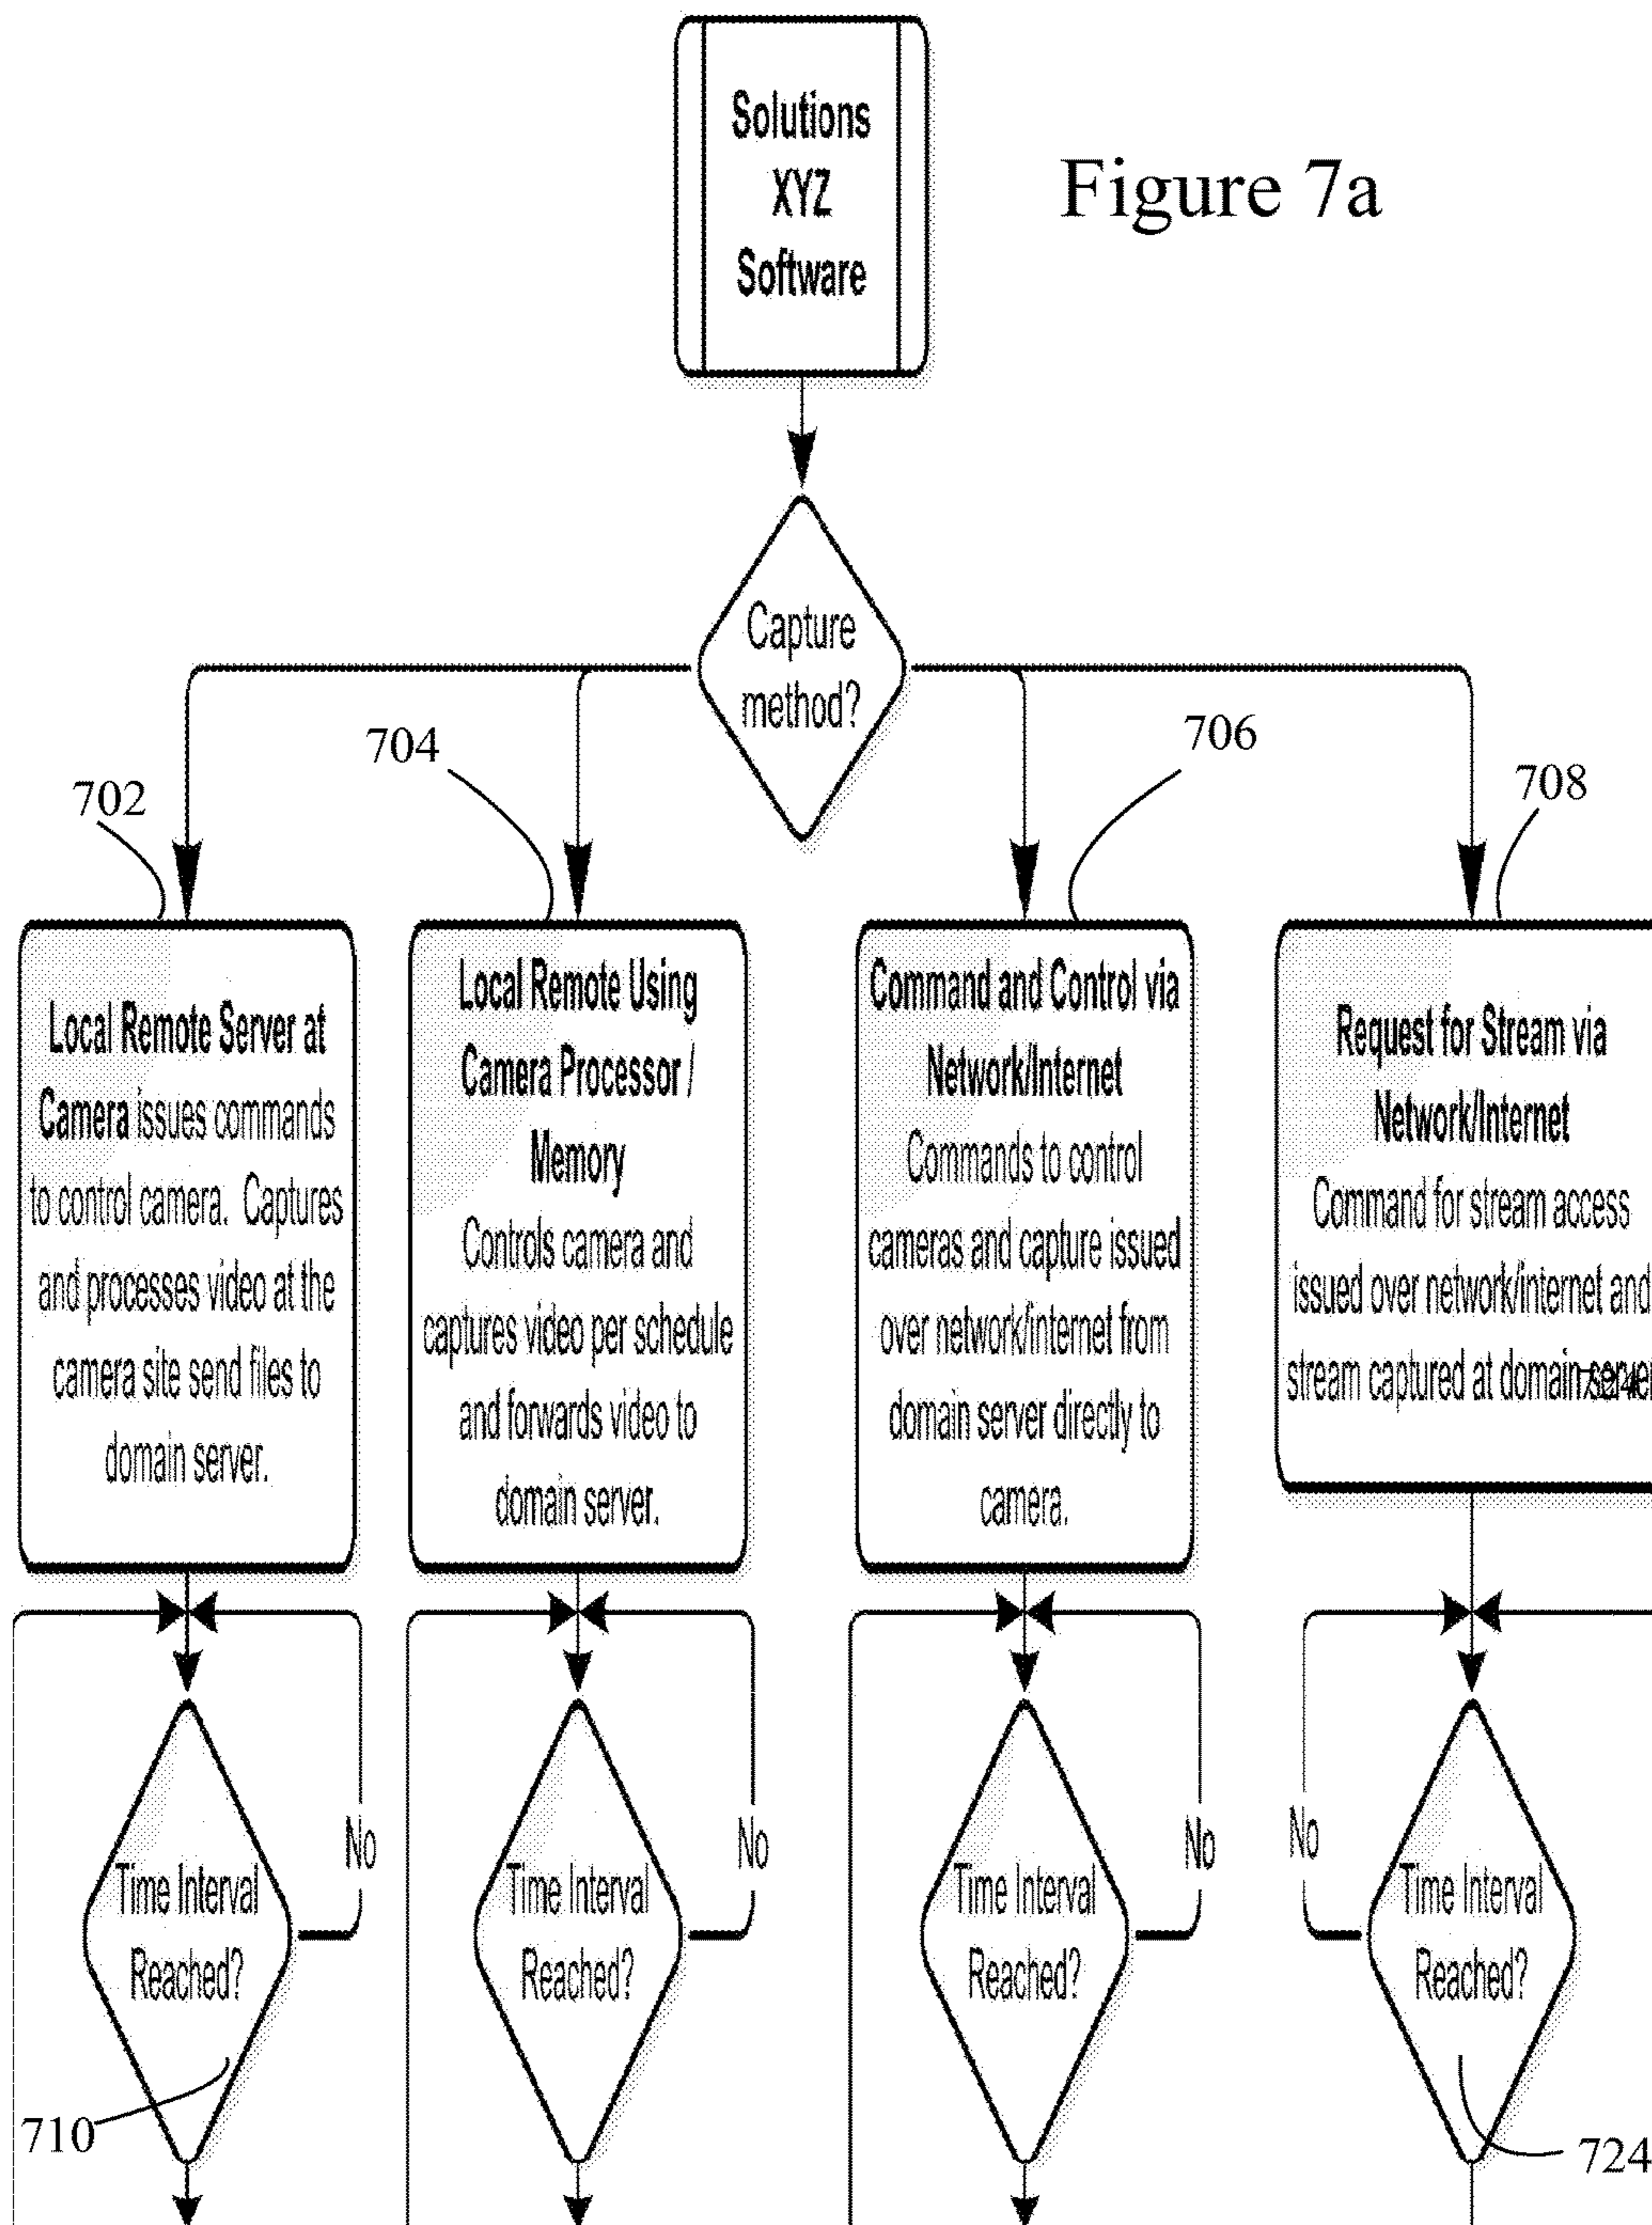 Solutions
XYZ
Software
Figure 7a
Capture
method?
702
704
706
708
Local Remote Server at
Camera issues commands
to control camera. Captures
and processes video at the
camera site send files to
domain server.
Local Remote Using
Camera Processor /
Memory
Controls camera and
captures video per schedule
and forwards video to
domain server.
Command and Control via
Network/Internet
Commands to control
cameras and capture issued
over network/internet from
domain server directly to
camera.
Request for Stream via
Network/Internet
Command for stream access
issued over network/internet and
stream captured at domain
Time Interval
Reached?
No
710
Time Interval
Reached?
No
Time Interval
Reached?
No
No
Time Interval
Reached?
724